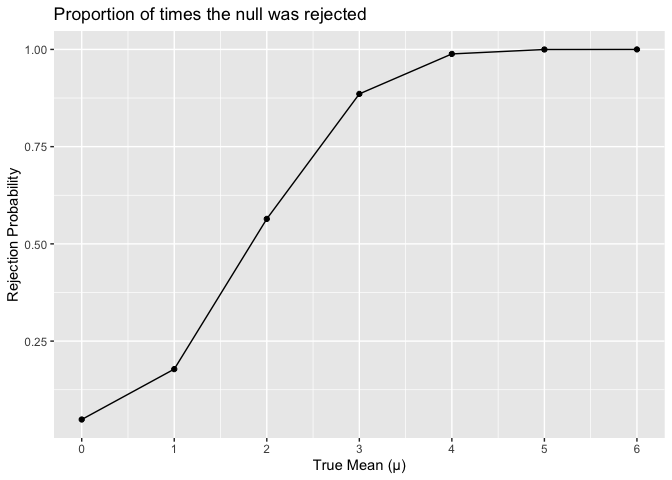 Proportion of times the null was rejected
1.00
0.75
0.50
0.25
Rejection Probability
0 1 2 3 4 5 6
True Mean (μ)